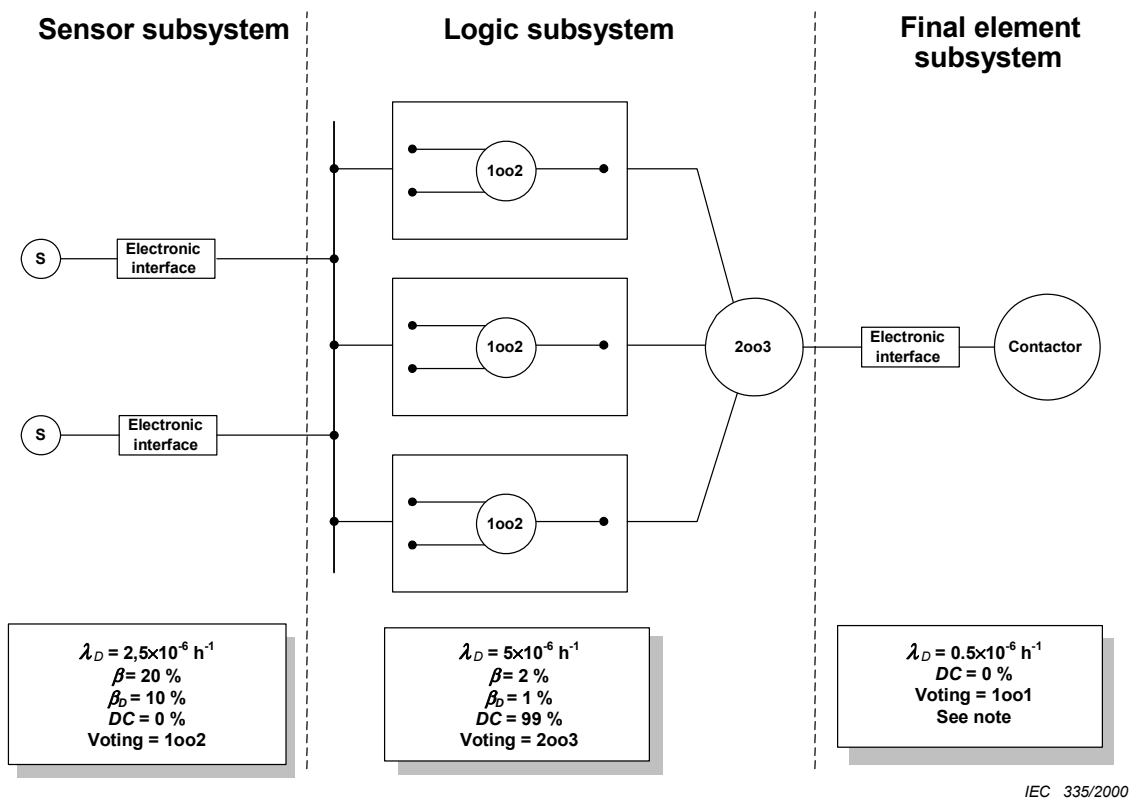 Sensor subsystem
Logic subsystem
Final element
subsystem
1oo2
S
Electronic
interface
1oo2
2oo3
Electronic
interface
Contactor
S
Electronic
interface
1oo2
λD = 2,5×10-6 h-1
β= 20 %
βD = 10 %
DC = 0 %
Voting = 1oo2
λD = 5×10-6 h-1
β = 2 %
βD = 1 %
DC = 99 %
Voting = 2oo3
λD = 0.5×10-6 h-1
DC = 0 %
Voting = 1oo1
See note
IEC 335/2000